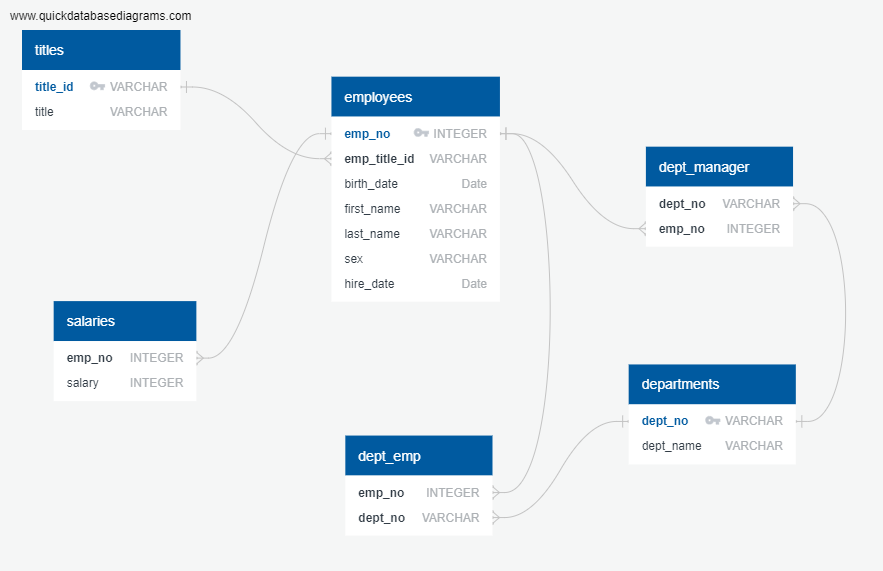 www.quickdatabasediagrams.com
titles
title_id VARCHAR
title VARCHAR
employees
emp_no INTEGER
emp_title_id VARCHAR
birth_date Date
first_name VARCHAR
last_name VARCHAR
sex VARCHAR
hire_date Date
dept_manager
dept_no VARCHAR
emp_no INTEGER
salaries
emp_no INTEGER
salary INTEGER
departments
dept_no VARCHAR
dept_name VARCHAR
dept_emp
emp_no INTEGER
dept_no VARCHAR